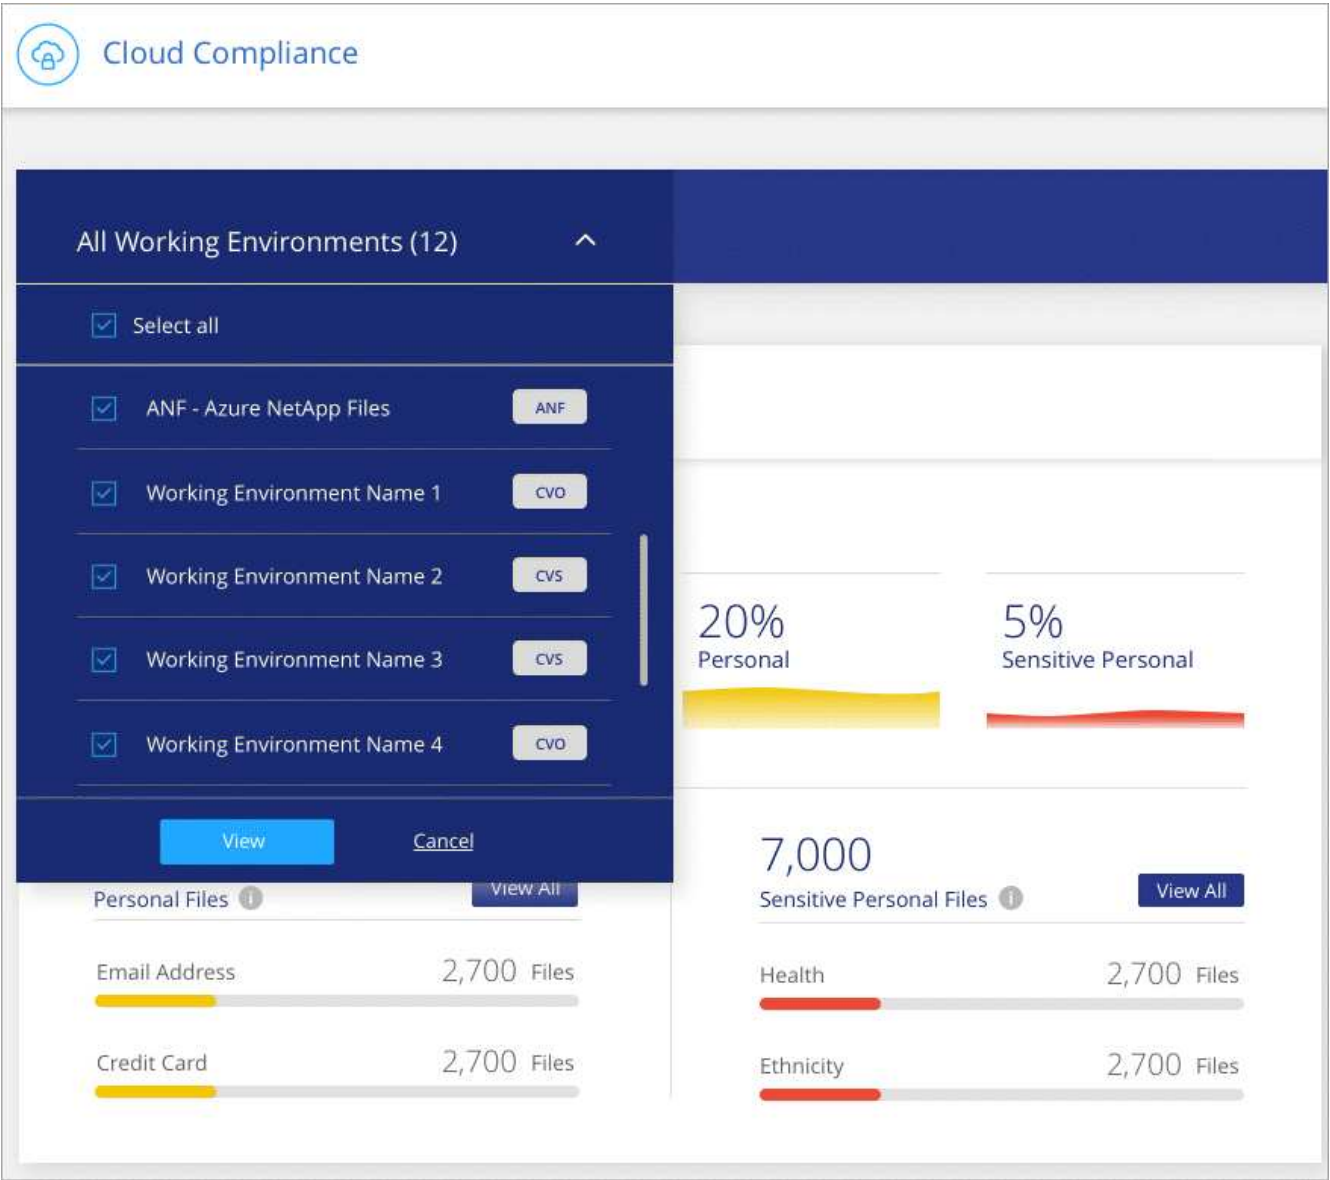 Cloud Compliance
All Working Environments (12)
Select all
ANF - Azure NetApp Files ANF
Working Environment Name 1 CVO
Working Environment Name 2 CVS
Working Environment Name 3 CVS
Working Environment Name 4 CVO
View Cancel
20%
Personal
5%
Sensitive Personal
Personal Files i View All
Email Address 2,700 Files
Credit Card 2,700 Files
7,000
Sensitive Personal Files i View All
Health 2,700 Files
Ethnicity 2,700 Files